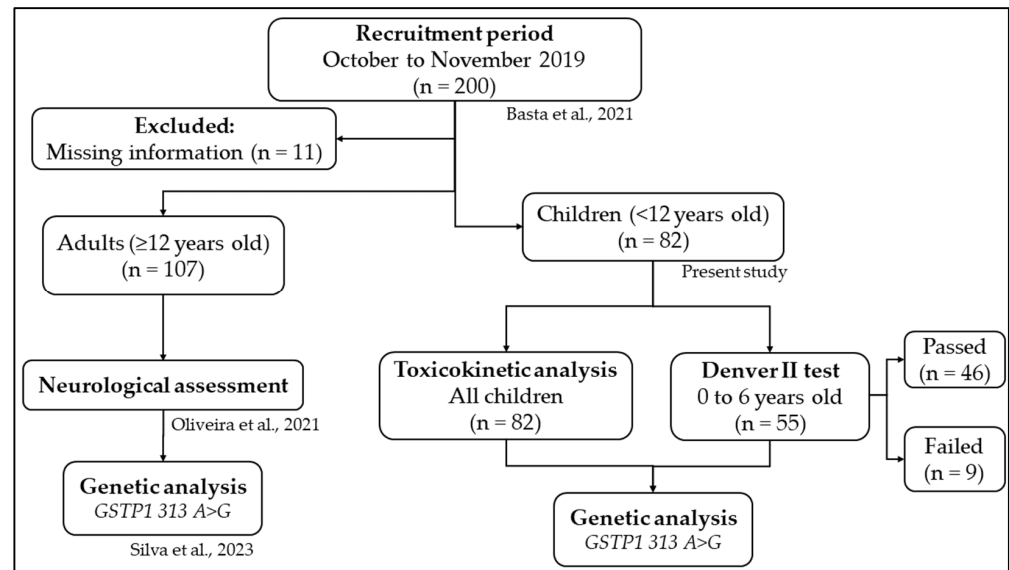 Recruitment period
October to November 2019
(n = 200)
Basta et al., 2021
Excluded:
Missing information (n = 11)
Adults (≥12 years old)
(n = 107)
Children (<12 years old)
(n = 82)
Present study
Neurological assessment
Oliveira et al., 2021
Toxicokinetic analysis
All children
(n = 82)
Denver II test
0 to 6 years old
(n = 55)
Passed
(n = 46)
Failed
(n = 9)
Genetic analysis
GSTP1 313 A>G
Silva et al., 2023
Genetic analysis
GSTP1 313 A>G